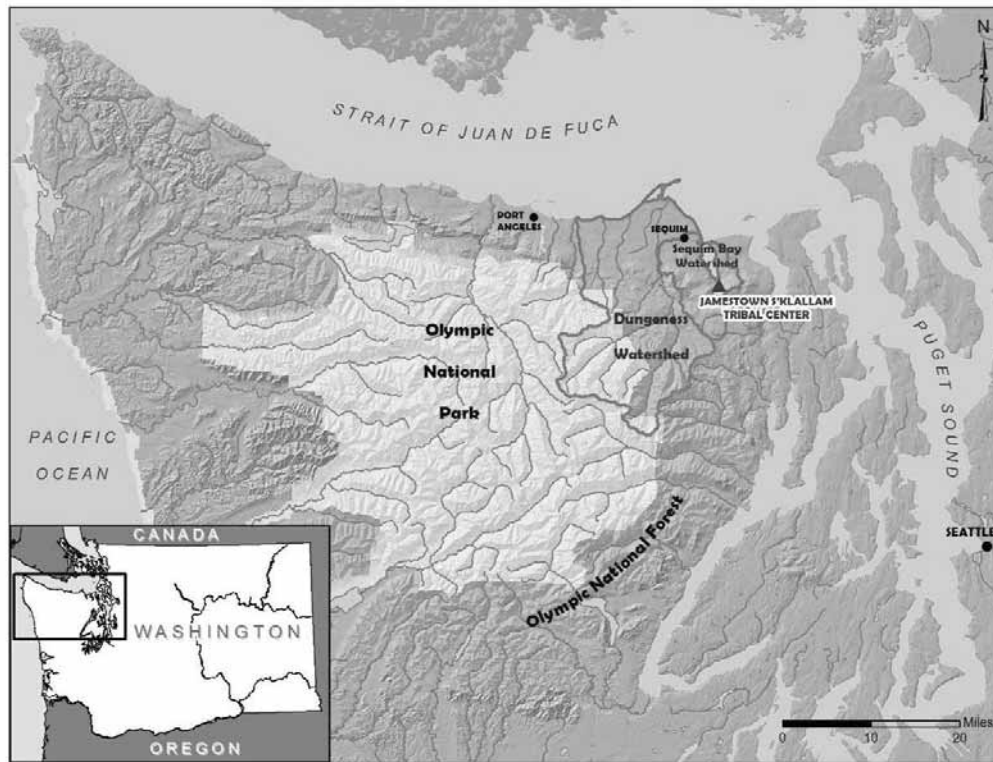 N
STRAIT OF JUAN DE FUCA
PORT
ANGELES
SEQUIM
Sequim Bay
Watershed
JAMESTOWN S'KLALLAM
TRIBAL CENTER
Dungeness
Watershed
Olympic
National
Park
PUGET SOUND
PACIFIC
OCEAN
Olympic National Forest
SEATTLE
CANADA
WASHINGTON
OREGON
Miles
0 10 20